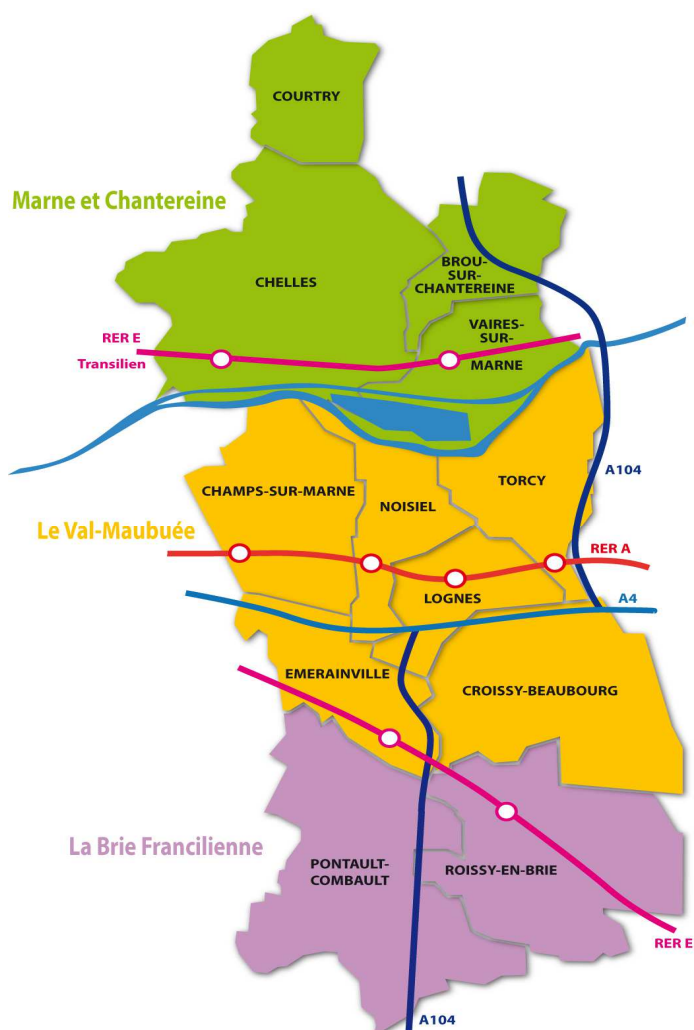 COURTRY
Marne et Chantereine
BROU-
SUR-
CHANTEREINE
CHELLES
VAIRES-
SUR-
MARNE
RER E
Transilien
A104
TORCY
CHAMPS-SUR-MARNE
NOISIEL
Le Val-Maubuée
RER A
LOGNES
A4
EMERAINVILLE
CROISSY-BEAUBOURG
La Brie Francilienne
PONTAULT-
COMBAULT
ROISSY-EN-BRIE
RER E
A104